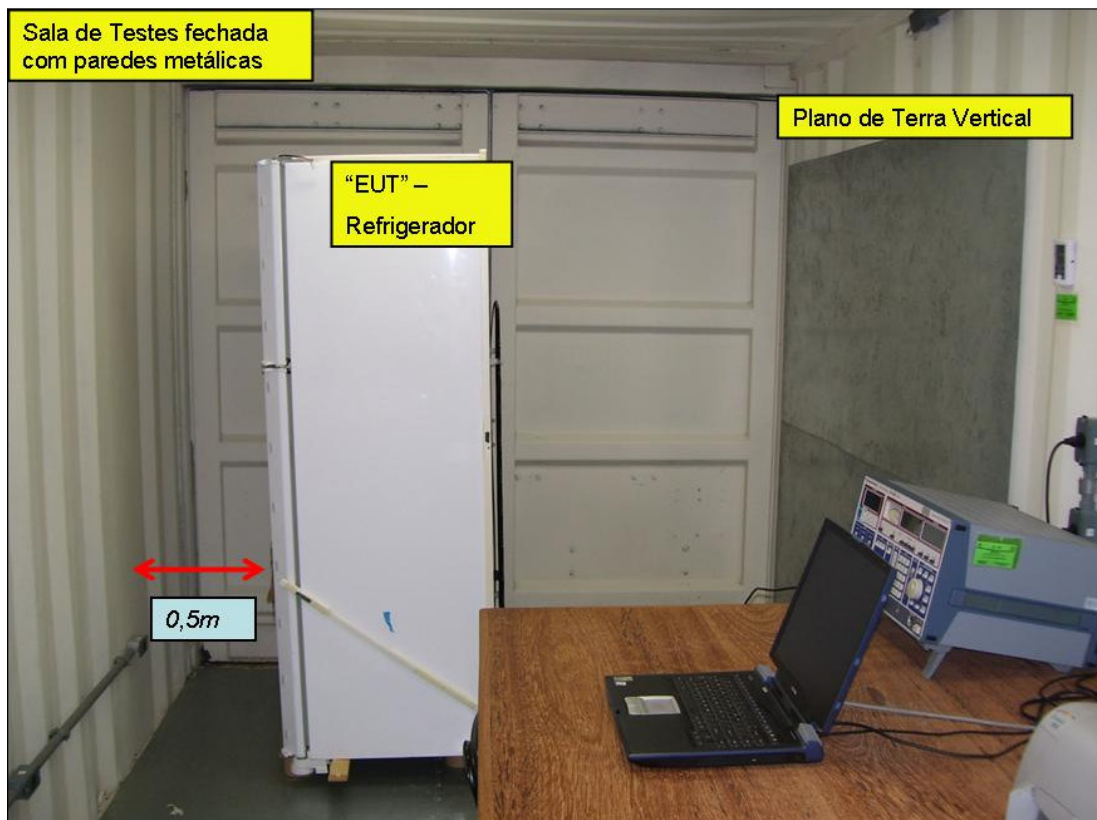 Sala de Testes fechada
com paredes metálicas
Plano de Terra Vertical
“EUT” –
Refrigerador
0,5m